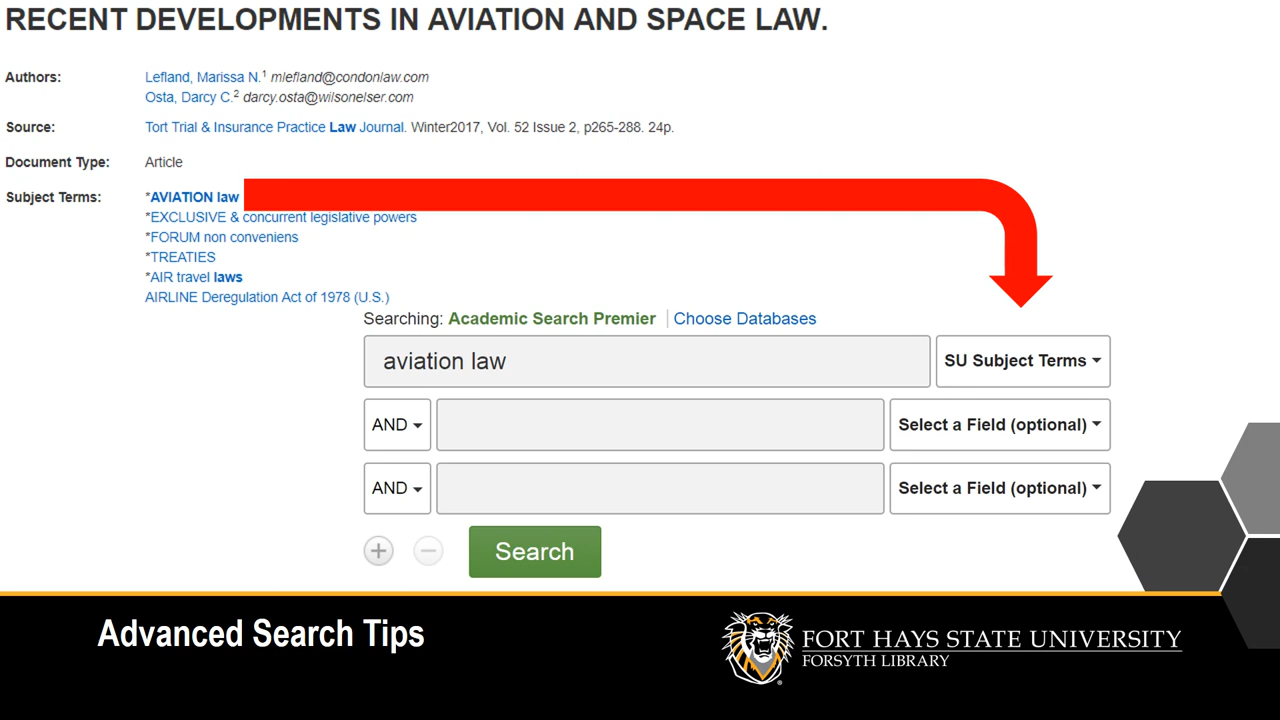 RECENT DEVELOPMENTS IN AVIATION AND SPACE LAW.
Authors: Lefland, Marissa N.1 mlefland@condonlaw.com
Osta, Darcy C.2 darcy.osta@wilsonelser.com
Source: Tort Trial & Insurance Practice Law Journal. Winter2017, Vol. 52 Issue 2, p265-288. 24p.
Document Type: Article
Subject Terms: *AVIATION law
*EXCLUSIVE & concurrent legislative powers
*FORUM non conveniens
*TREATIES
*AIR travel laws
AIRLINE Deregulation Act of 1978 (U.S.)
Searching: Academic Search Premier | Choose Databases
aviation law SU Subject Terms
AND Select a Field (optional)
AND Select a Field (optional)
Search
Advanced Search Tips
FORT HAYS STATE UNIVERSITY
FORSYTH LIBRARY